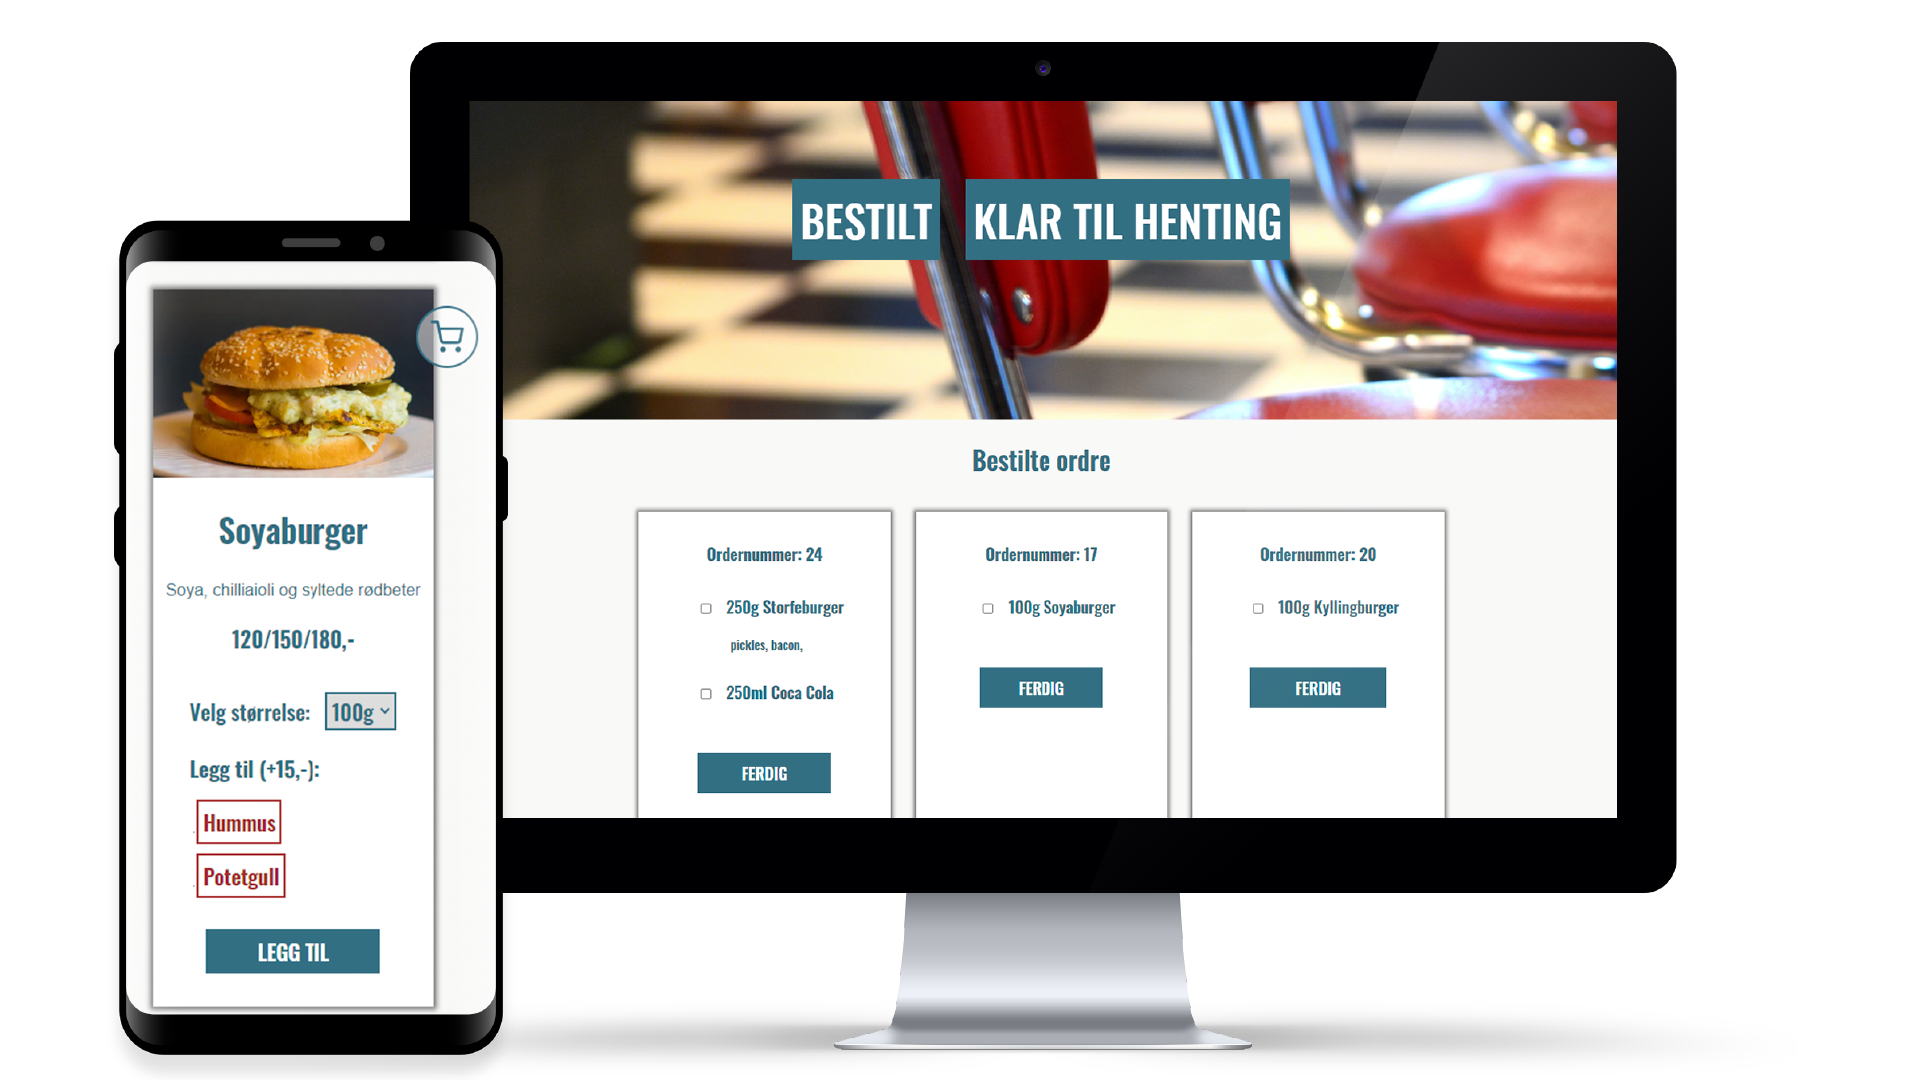 BESTILT
KLAR TIL HENTING
Bestilte ordre
Ordernummer: 24
250g Storfeburger
pickles, bacon,
250ml Coca Cola
FERDIG
Ordernummer: 17
100g Soyaburger
FERDIG
Ordernummer: 20
100g Kyllingburger
FERDIG
Soyaburger
Soya, chilliaioli og syltede rødbeter
120/150/180,-
Velg størrelse: 100g
Legg til (+15,-):
Hummus
Potetgull
LEGG TIL